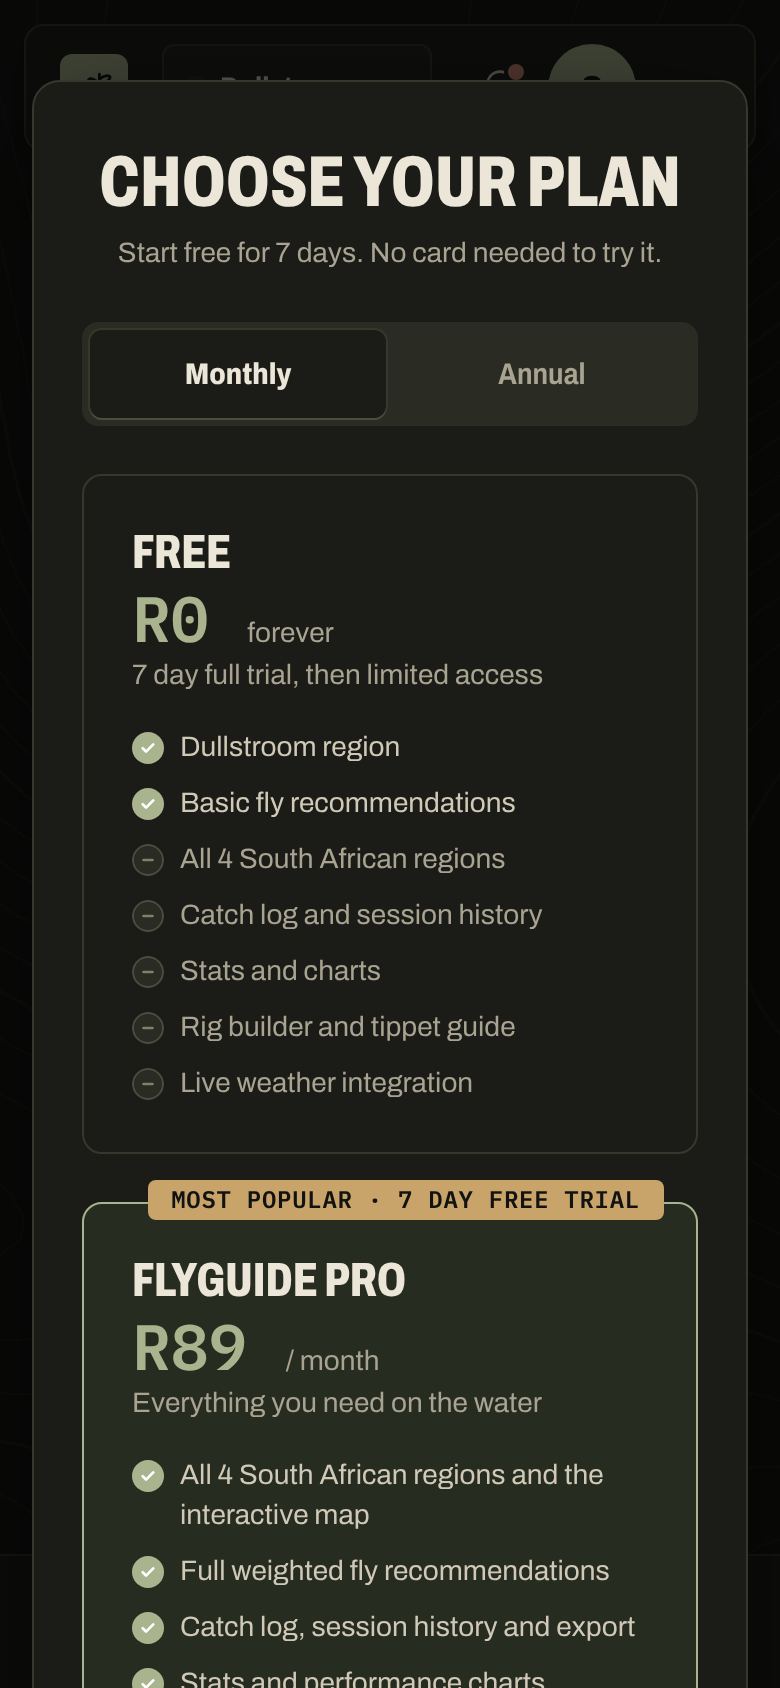 CHOOSE YOUR PLAN
Start free for 7 days. No card needed to try it.
Monthly
Annual
FREE
R0 forever
7 day full trial, then limited access
Dullstroom region
Basic fly recommendations
All 4 South African regions
Catch log and session history
Stats and charts
Rig builder and tippet guide
Live weather integration
MOST POPULAR · 7 DAY FREE TRIAL
FLYGUIDE PRO
R89 / month
Everything you need on the water
All 4 South African regions and the
interactive map
Full weighted fly recommendations
Catch log, session history and export
Stats and performance charts